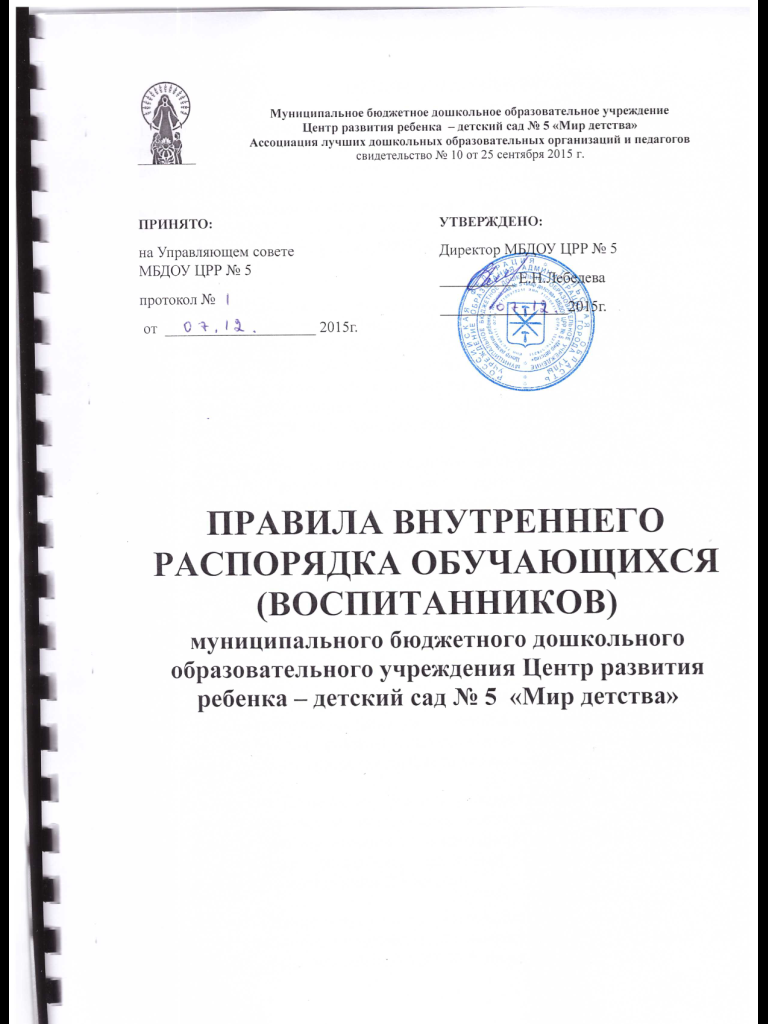 Муниципальное бюджетное дошкольное образовательное учреждение
Центр развития ребенка – детский сад № 5 «Мир детства»
Ассоциация лучших дошкольных образовательных организаций и педагогов
свидетельство № 10 от 25 сентября 2015 г.
ПРИНЯТО:
на Управляющем совете
МБДОУ ЦРР № 5
протокол № 1
от 07.12. 2015г.
УТВЕРЖДЕНО:
Директор МБДОУ ЦРР № 5
Е.Н.Лебедева
07.12. 2015г.
ПРАВИЛА ВНУТРЕННЕГО
РАСПОРЯДКА ОБУЧАЮЩИХСЯ
(ВОСПИТАННИКОВ)
муниципального бюджетного дошкольного
образовательного учреждения Центр развития
ребенка – детский сад № 5 «Мир детства»